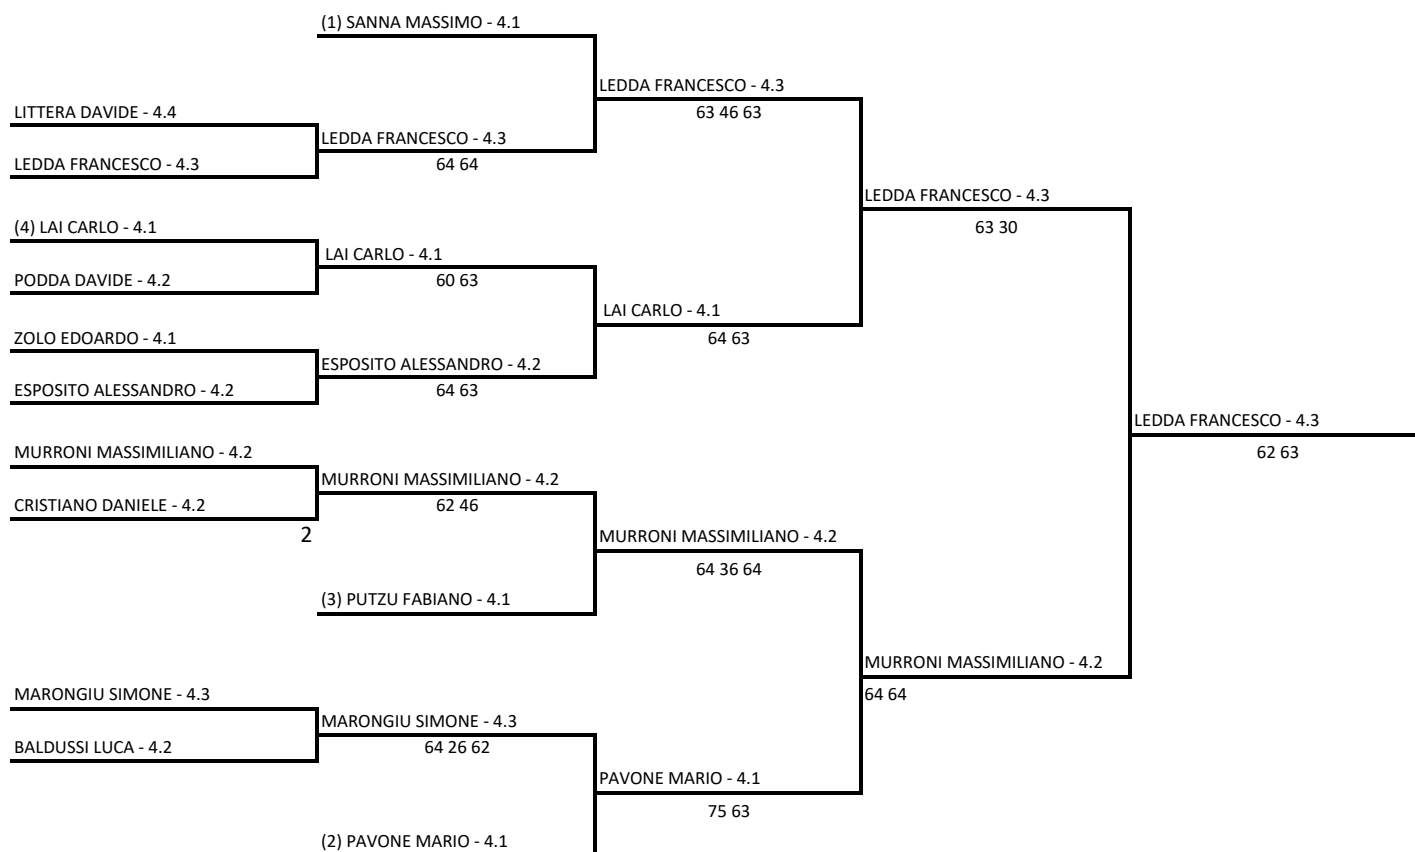 (1) SANNA MASSIMO - 4.1
LEDDA FRANCESCO - 4.3
63 46 63
LITTERA DAVIDE - 4.4
LEDDA FRANCESCO - 4.3
64 64
LEDDA FRANCESCO - 4.3
LEDDA FRANCESCO - 4.3
63 30
(4) LAI CARLO - 4.1
LAI CARLO - 4.1
60 63
PODDA DAVIDE - 4.2
LAI CARLO - 4.1
64 63
ZOLO EDOARDO - 4.1
ESPOSITO ALESSANDRO - 4.2
64 63
ESPOSITO ALESSANDRO - 4.2
LEDDA FRANCESCO - 4.3
62 63
MURRONI MASSIMILIANO - 4.2
MURRONI MASSIMILIANO - 4.2
62 46
CRISTIANO DANIELE - 4.2
2
MURRONI MASSIMILIANO - 4.2
64 36 64
(3) PUTZU FABIANO - 4.1
MURRONI MASSIMILIANO - 4.2
64 64
MARONGIU SIMONE - 4.3
MARONGIU SIMONE - 4.3
64 26 62
BALDUSSI LUCA - 4.2
PAVONE MARIO - 4.1
75 63
(2) PAVONE MARIO - 4.1